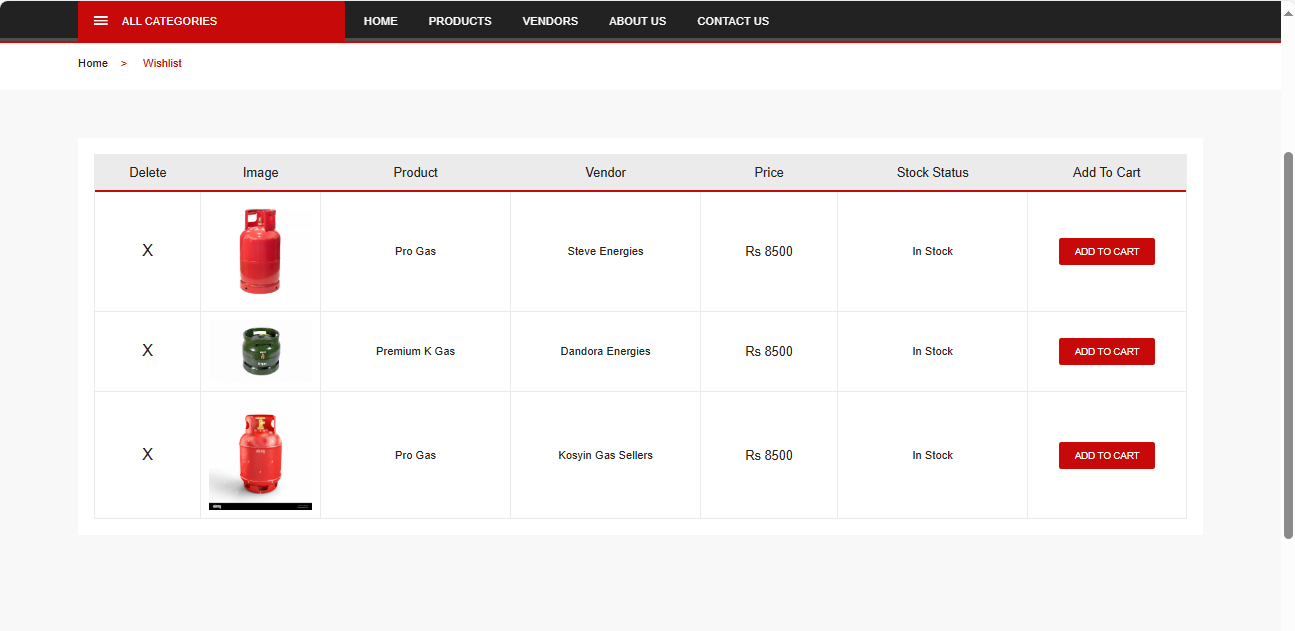 ALL CATEGORIES HOME PRODUCTS VENDORS ABOUT US CONTACT US
Home > Wishlist
Delete Image Product Vendor Price Stock Status Add To Cart
X Pro Gas Steve Energies Rs 8500 In Stock ADD TO CART
X Premium K Gas Dandora Energies Rs 8500 In Stock ADD TO CART
X Pro Gas Kosyin Gas Sellers Rs 8500 In Stock ADD TO CART